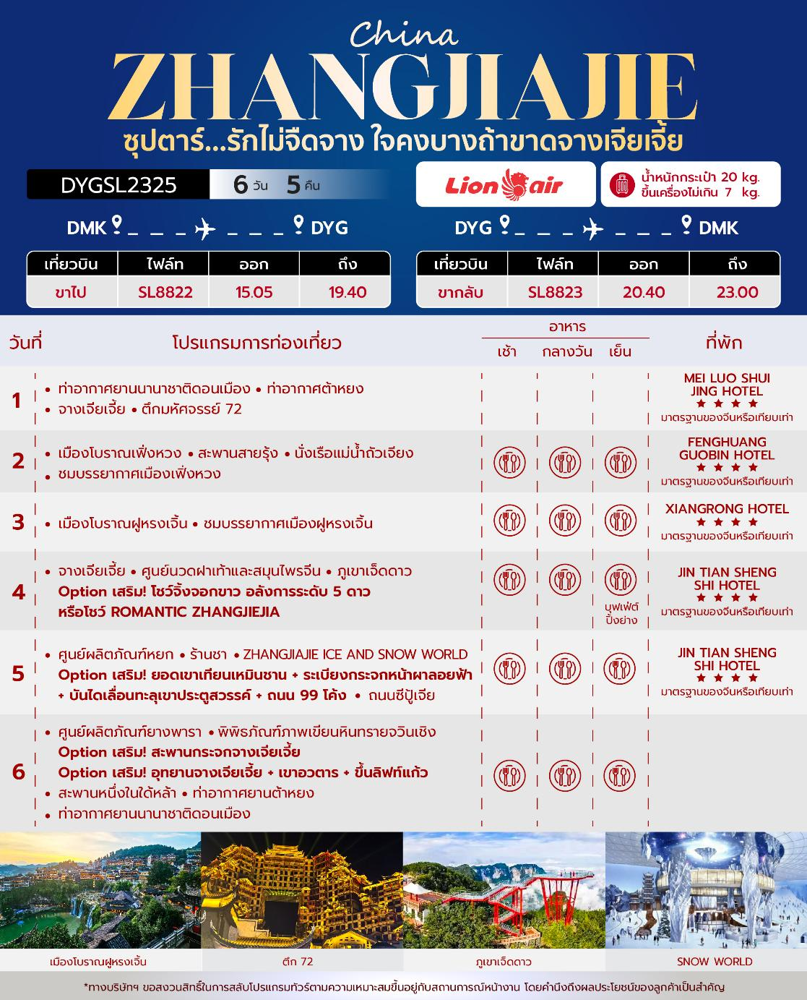 China
ZHANGJIAJIE
ซุปตาร์...รักไม่จืดจาง ใจคงบางถ้าขาดจางเจียเจี้ย
DYGSL2325 6 วัน 5 คืน
Lion air
น้ำหนักกระเป๋า 20 kg.
ขึ้นเครื่องไม่เกิน 7 kg.
DMK DYG
DYG DMK
เที่ยวบิน ไฟล์ท ออก ถึง
ขาไป SL8822 15.05 19.40
เที่ยวบิน ไฟล์ท ออก ถึง
ขากลับ SL8823 20.40 23.00
วันที่ โปรแกรมการท่องเที่ยว อาหาร ที่พัก
เช้า กลางวัน เย็น
1
• ท่าอากาศยานนานาชาติดอนเมือง • ท่าอากาศต้าหยง
• จางเจียเจี้ย • ตึกมหัศจรรย์ 72
MEI LUO SHUI
JING HOTEL
★ ★ ★ ★
มาตรฐานของจีนหรือเทียบเท่า
2
• เมืองโบราณเฟิ่งหวง • สะพานสายรุ้ง • นั่งเรือแม่น้ำถัวเจียง
• ชมบรรยากาศเมืองเฟิ่งหวง
FENGHUANG
GUOBIN HOTEL
★ ★ ★ ★
มาตรฐานของจีนหรือเทียบเท่า
3
• เมืองโบราณฝูหรงเจิ้น • ชมบรรยากาศเมืองฝูหรงเจิ้น
XIANGRONG HOTEL
★ ★ ★ ★
มาตรฐานของจีนหรือเทียบเท่า
4
• จางเจียเจี้ย • ศูนย์นวดฝาเท้าและสมุนไพรจีน • ภูเขาเจ็ดดาว
Option เสริม! โชว์จิ้งจอกขาว อลังการระดับ 5 ดาว
หรือโชว์ ROMANTIC ZHANGJIEJIA
บุฟเฟ่ต์
ปิ้งย่าง
JIN TIAN SHENG
SHI HOTEL
★ ★ ★ ★
มาตรฐานของจีนหรือเทียบเท่า
5
• ศูนย์ผลิตภัณฑ์หยก • ร้านชา • ZHANGJIAJIE ICE AND SNOW WORLD
Option เสริม! ยอดเขาเทียนเหมินชาน + ระเบียงกระจกหน้าผาลอยฟ้า
+ บันไดเลื่อนทะลุเขาประตูสวรรค์ + ถนน 99 โค้ง • ถนนซีปู้เจีย
JIN TIAN SHENG
SHI HOTEL
★ ★ ★ ★
มาตรฐานของจีนหรือเทียบเท่า
6
• ศูนย์ผลิตภัณฑ์ยางพารา • พิพิธภัณฑ์ภาพเขียนหินทรายจวินเชิง
Option เสริม! สะพานกระจกจางเจียเจี้ย
Option เสริม! อุทยานจางเจียเจี้ย + เขาอวตาร + ขึ้นลิฟท์แก้ว
• สะพานหนึ่งในใต้หล้า • ท่าอากาศยานต้าหยง
• ท่าอากาศยานนานาชาติดอนเมือง
เมืองโบราณฝูหรงเจิ้น
ตึก 72
ภูเขาเจ็ดดาว
SNOW WORLD
*ทางบริษัทฯ ขอสงวนสิทธิ์ในการสลับโปรแกรมทัวร์ตามความเหมาะสมขึ้นอยู่กับสถานการณ์หน้างาน โดยคำนึงถึงผลประโยชน์ของลูกค้าเป็นสำคัญ